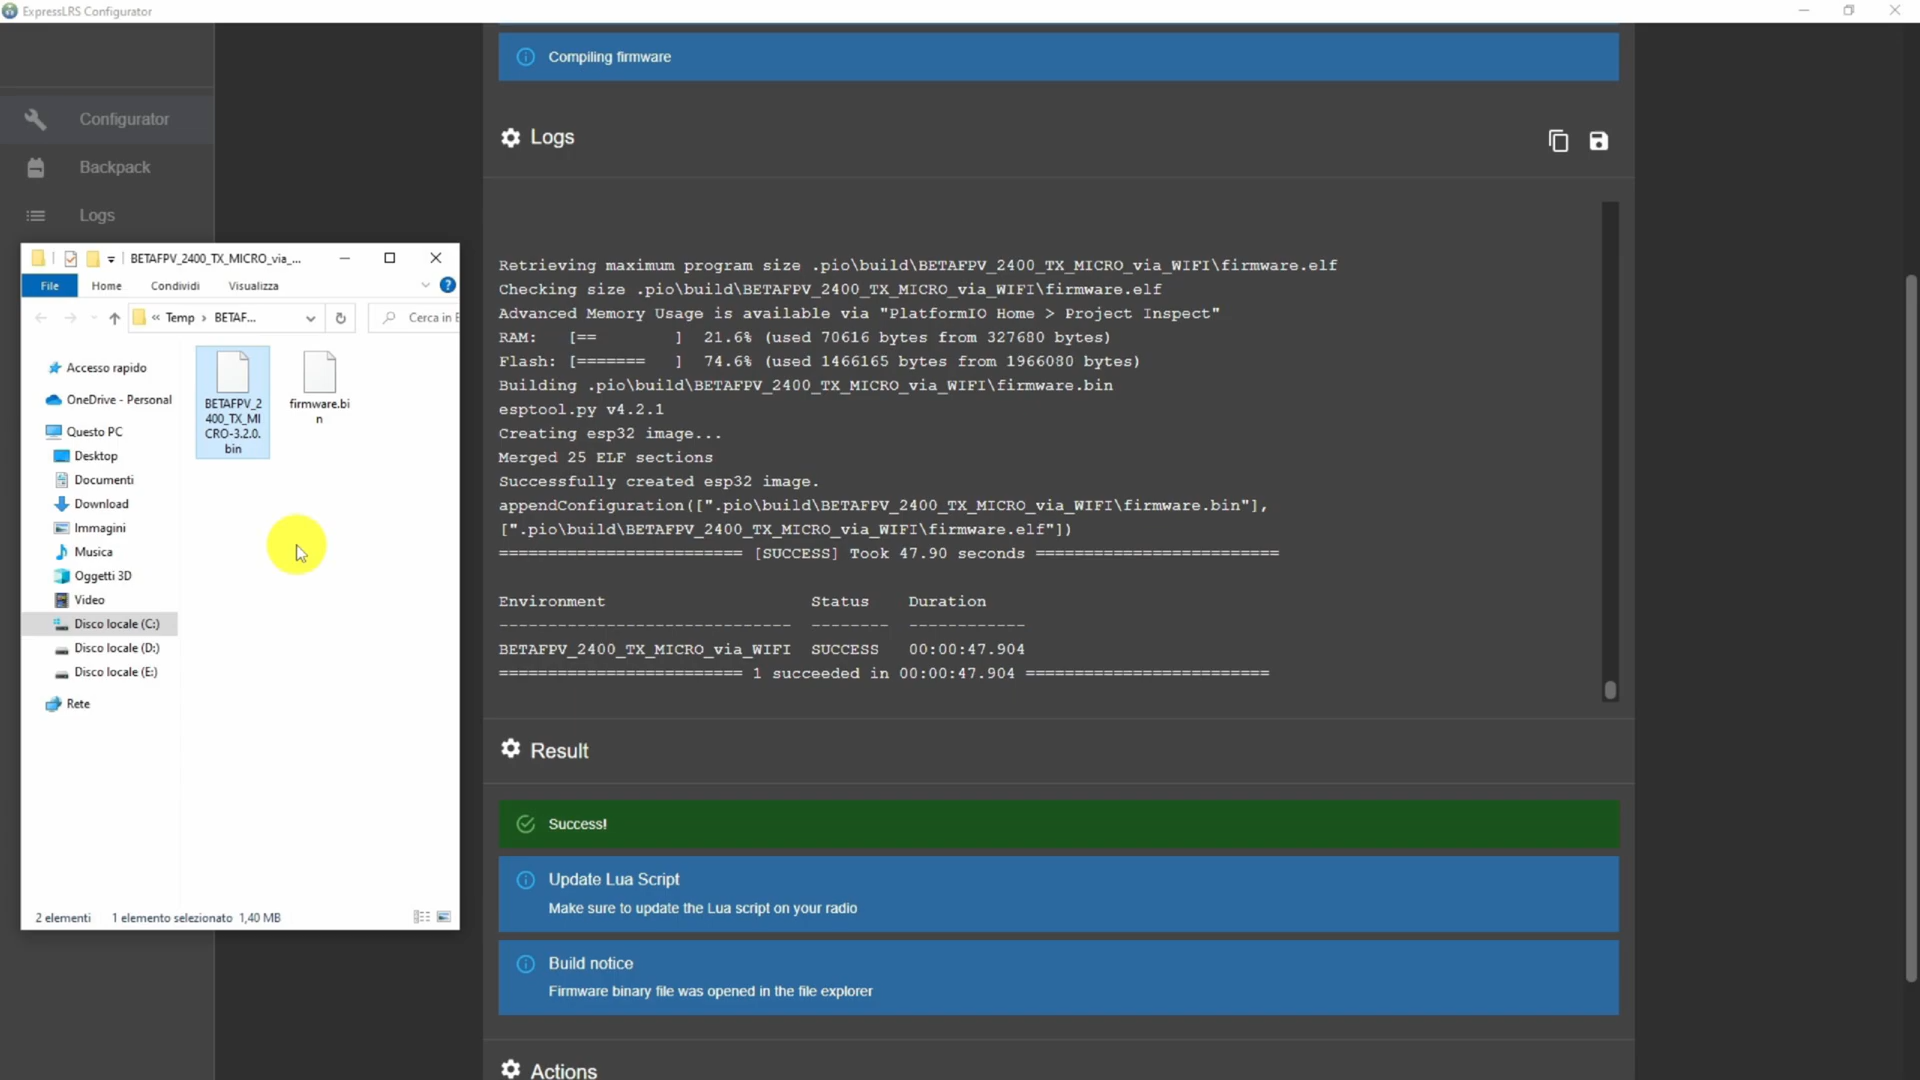 ExpressLRS Configurator
Compiling firmware
Configurator
Backpack
Logs
Logs
BETAFPV_2400_TX_MICRO_via_...
File Home Condividi Visualizza
« Temp › BETAF...
Cerca in B
Accesso rapido
OneDrive - Personal
Questo PC
Desktop
Documenti
Download
Immagini
Musica
Oggetti 3D
Video
Disco locale (C:)
Disco locale (D:)
Disco locale (E:)
Rete
BETAFPV_2
400_TX_MI
CRO-3.2.0.
bin
firmware.bi
n
2 elementi 1 elemento selezionato 1,40 MB
Retrieving maximum program size .pio\build\BETAFPV_2400_TX_MICRO_via_WIFI\firmware.elf
Checking size .pio\build\BETAFPV_2400_TX_MICRO_via_WIFI\firmware.elf
Advanced Memory Usage is available via "PlatformIO Home > Project Inspect"
RAM:   [==        ]  21.6% (used 70616 bytes from 327680 bytes)
Flash: [=======   ]  74.6% (used 1466165 bytes from 1966080 bytes)
Building .pio\build\BETAFPV_2400_TX_MICRO_via_WIFI\firmware.bin
esptool.py v4.2.1
Creating esp32 image...
Merged 25 ELF sections
Successfully created esp32 image.
appendConfiguration([".pio\build\BETAFPV_2400_TX_MICRO_via_WIFI\firmware.bin"],
[".pio\build\BETAFPV_2400_TX_MICRO_via_WIFI\firmware.elf"])
========================= [SUCCESS] Took 47.90 seconds =========================
Environment Status Duration
------------------------------ -------- ------------
BETAFPV_2400_TX_MICRO_via_WIFI SUCCESS 00:00:47.904
========================= 1 succeeded in 00:00:47.904 =========================
Result
Success!
Update Lua Script
Make sure to update the Lua script on your radio
Build notice
Firmware binary file was opened in the file explorer
Actions